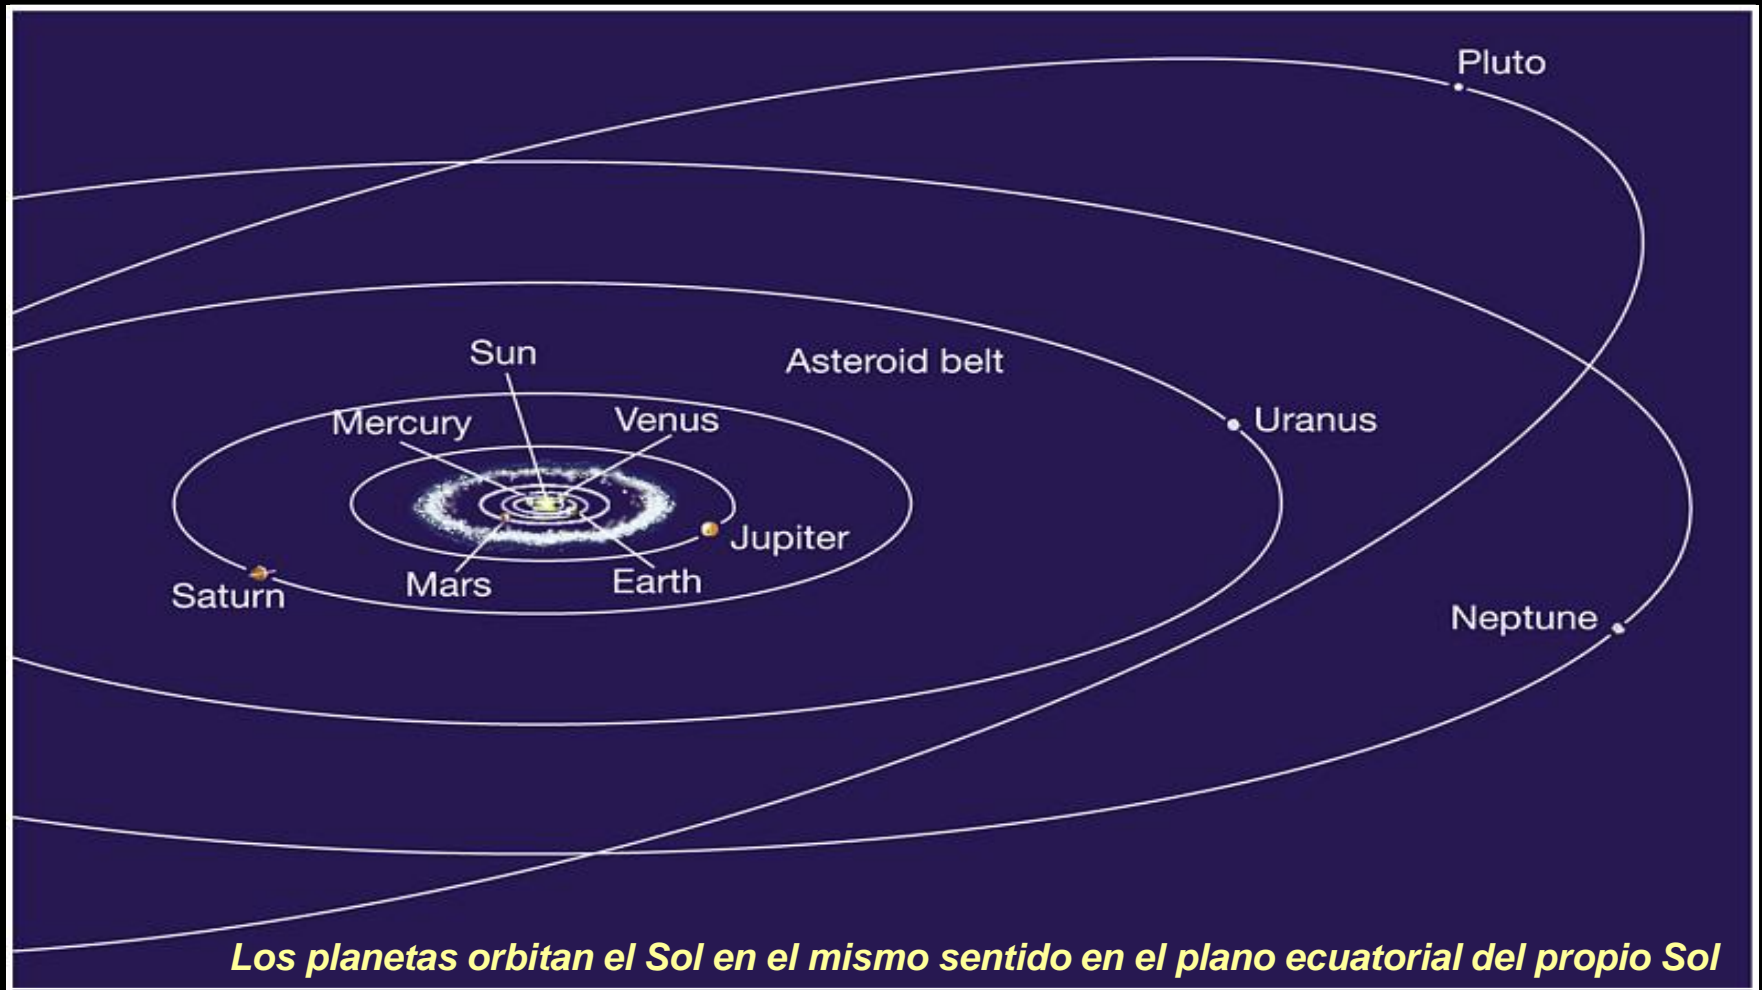 Pluto
Sun
Asteroid belt
Mercury
Venus
Uranus
Jupiter
Saturn
Mars
Earth
Neptune
Los planetas orbitan el Sol en el mismo sentido en el plano ecuatorial del propio Sol